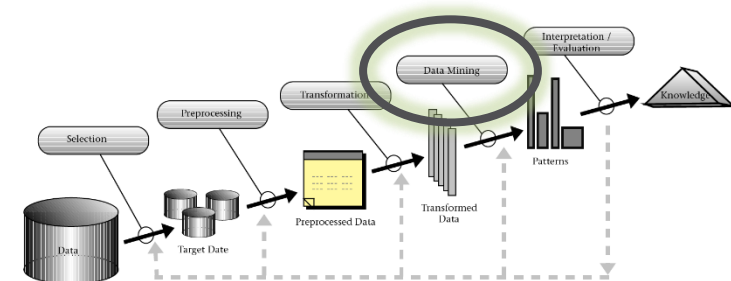 Interpretation /
Evaluation
Data Mining
Transformation
Preprocessing
Selection
Knowledge
Patterns
Transformed
Data
Preprocessed Data
Target Date
Data